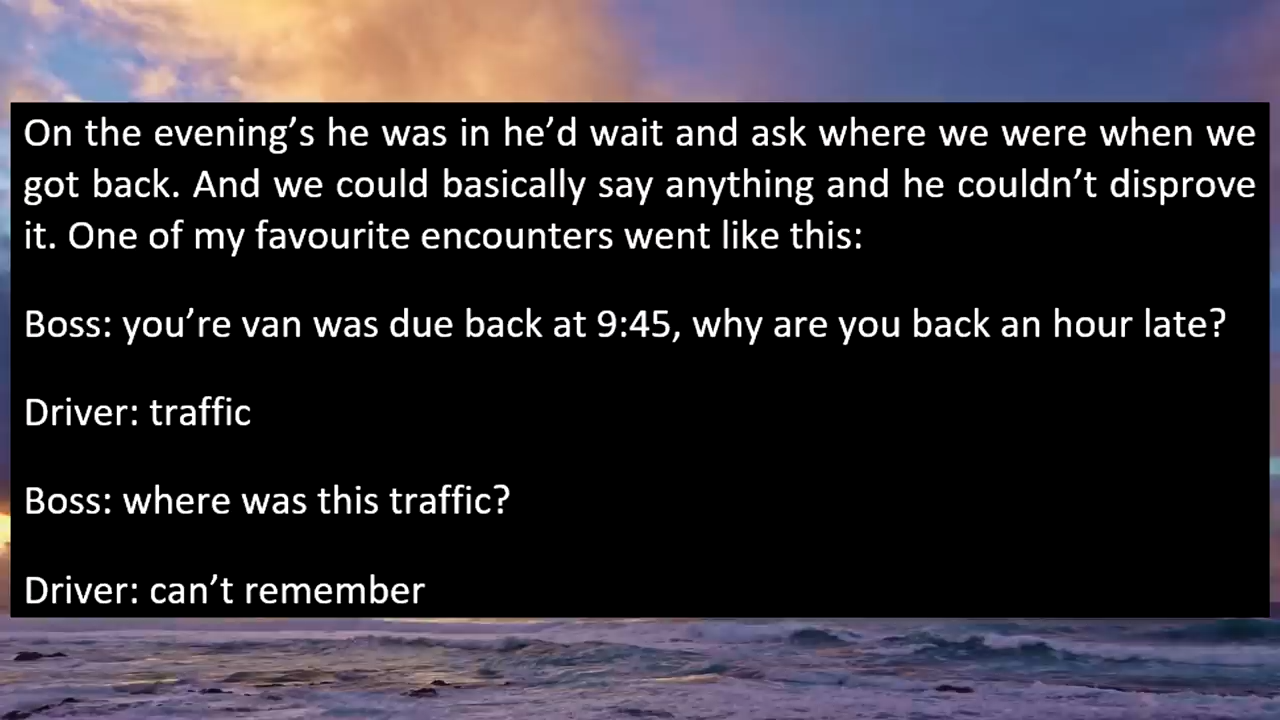 On the evening’s he was in he’d wait and ask where we were when we
got back. And we could basically say anything and he couldn’t disprove
it. One of my favourite encounters went like this:
Boss: you’re van was due back at 9:45, why are you back an hour late?
Driver: traffic
Boss: where was this traffic?
Driver: can’t remember